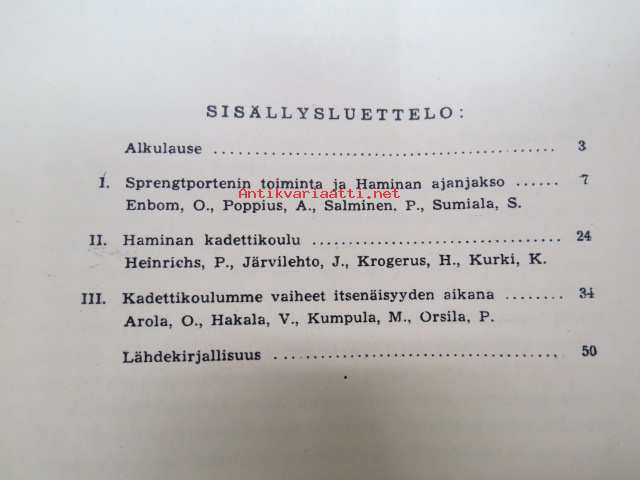 SISÄLLYSLUETTELO:
Alkulause ................................................ 3
I. Sprengtportenin toiminta ja Haminan ajanjakso ...... 7
Antikvariaatti.net
Enbom, O., Poppius, A., Salminen, P., Sumiala, S.
II. Haminan kadettikoulu ................................. 24
Heinrichs, P., Järvilehto, J., Krogerus, H., Kurki, K.
III. Kadettikoulumme vaiheet itsenäisyyden aikana ........ 34
Arola, O., Hakala, V., Kumpula, M., Orsila, P.
Lähdekirjallisuus ....................................... 50